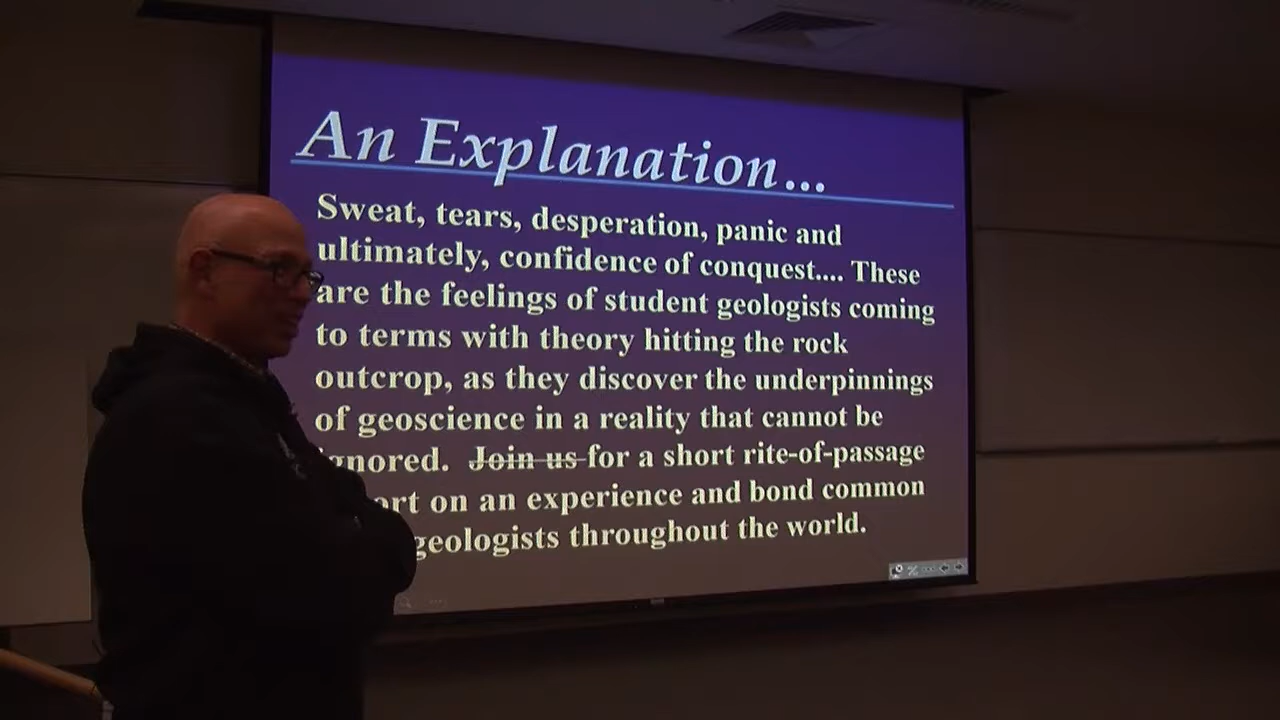 An Explanation...
Sweat, tears, desperation, panic and
ultimately, confidence of conquest.... These
are the feelings of student geologists coming
to terms with theory hitting the rock
outcrop, as they discover the underpinnings
of geoscience in a reality that cannot be
ignored. Join us for a short rite-of-passage
on an experience and bond common
geologists throughout the world.